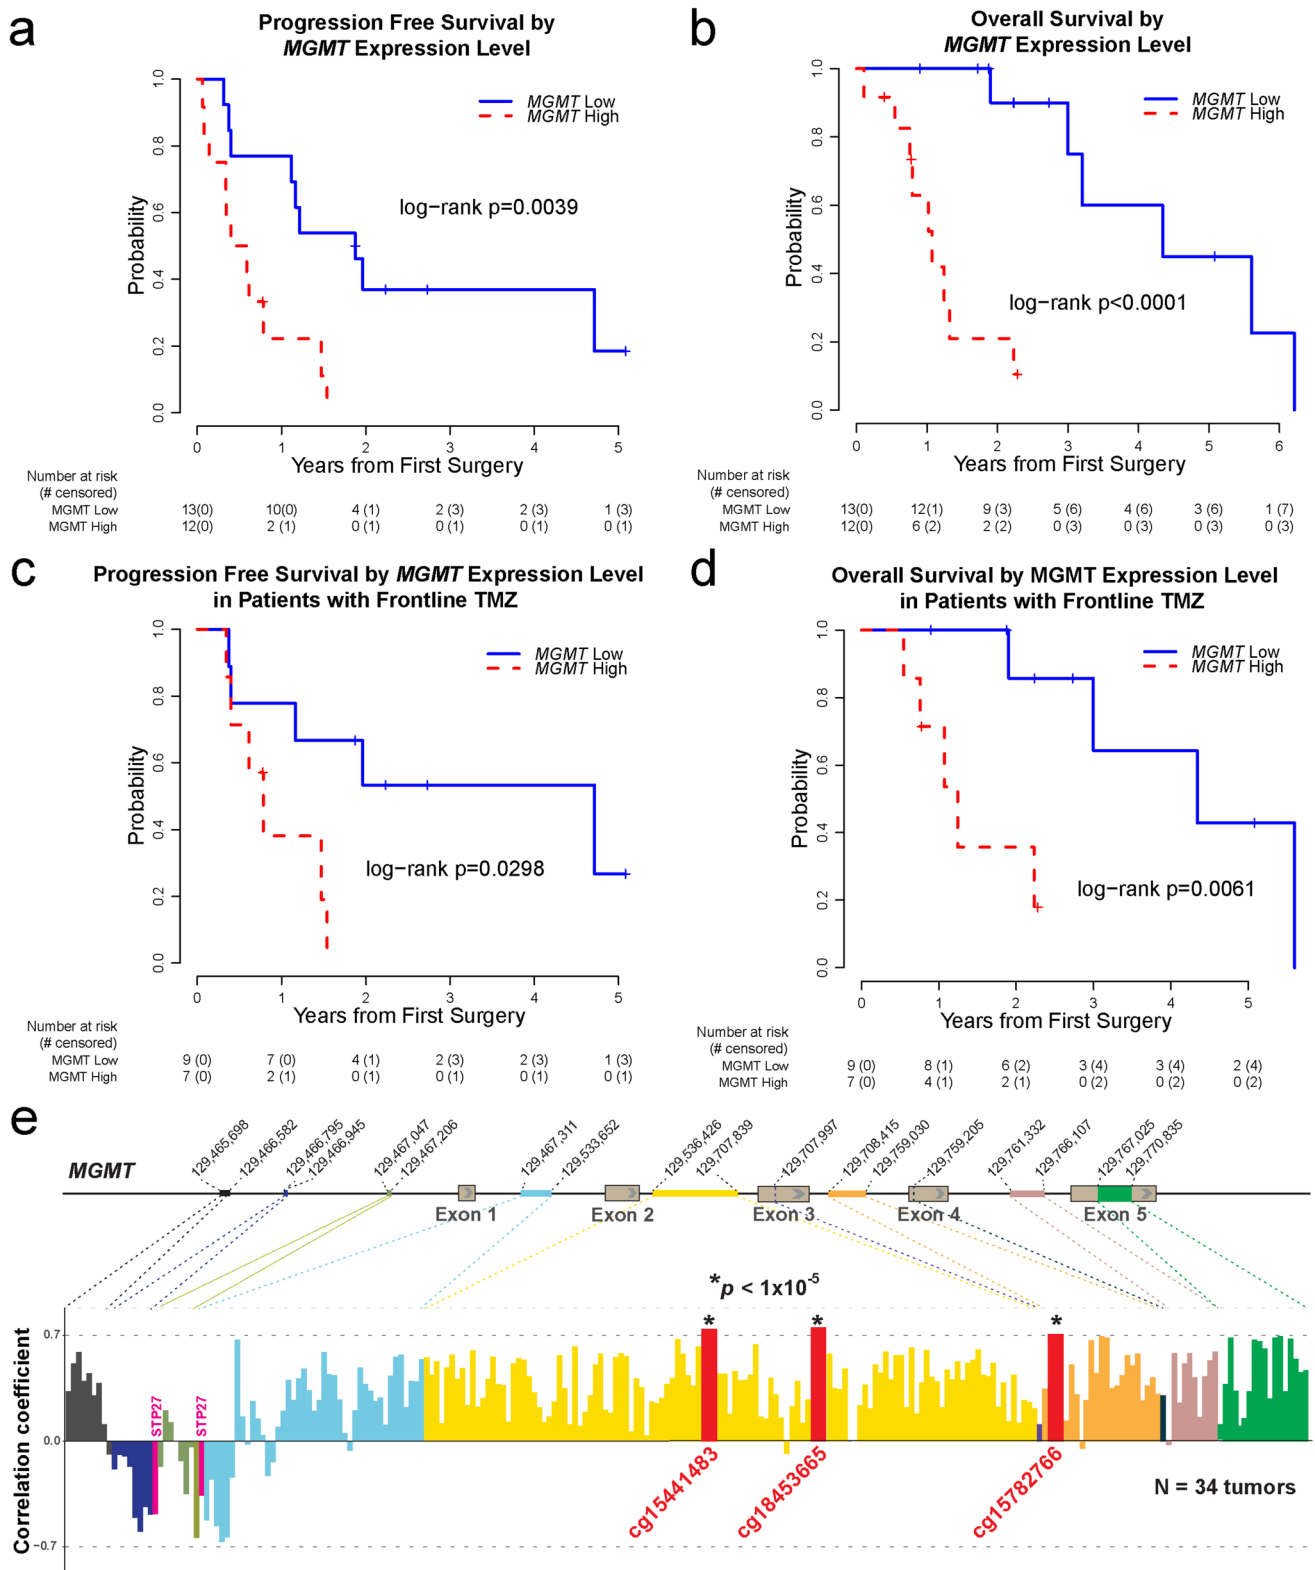 a
Progression Free Survival by
MGMT Expression Level
1.0
0.8
0.6
0.4
0.2
0.0
Probability
MGMT Low
MGMT High
log−rank p=0.0039
0 1 2 3 4 5
Years from First Surgery
Number at risk
(# censored)
MGMT Low 13(0) 10(0) 4 (1) 2 (3) 2 (3) 1 (3)
MGMT High 12(0) 2 (1) 0 (1) 0 (1) 0 (1) 0 (1)
b
Overall Survival by
MGMT Expression Level
1.0
0.8
0.6
0.4
0.2
0.0
Probability
MGMT Low
MGMT High
log−rank p<0.0001
0 1 2 3 4 5 6
Years from First Surgery
Number at risk
(# censored)
MGMT Low 13(0) 12(1) 9 (3) 5 (6) 4 (6) 3 (6) 1 (7)
MGMT High 12(0) 6 (2) 2 (2) 0 (3) 0 (3) 0 (3) 0 (3)
c
Progression Free Survival by MGMT Expression Level
in Patients with Frontline TMZ
1.0
0.8
0.6
0.4
0.2
0.0
Probability
MGMT Low
MGMT High
log−rank p=0.0298
0 1 2 3 4 5
Years from First Surgery
Number at risk
(# censored)
MGMT Low 9 (0) 7 (0) 4 (1) 2 (3) 2 (3) 1 (3)
MGMT High 7 (0) 2 (1) 0 (1) 0 (1) 0 (1) 0 (1)
d
Overall Survival by MGMT Expression Level
in Patients with Frontline TMZ
1.0
0.8
0.6
0.4
0.2
0.0
Probability
MGMT Low
MGMT High
log−rank p=0.0061
0 1 2 3 4 5
Years from First Surgery
Number at risk
(# censored)
MGMT Low 9 (0) 8 (1) 6 (2) 3 (4) 3 (4) 2 (4)
MGMT High 7 (0) 4 (1) 2 (1) 0 (2) 0 (2) 0 (2)
e
MGMT
129,465,698
129,466,582
129,466,795
129,466,945
129,467,047
129,467,206
129,467,311
129,533,652
129,536,426
129,707,839
129,707,997
129,708,415
129,759,030
129,759,205
129,761,332
129,766,107
129,767,025
129,770,835
Exon 1
Exon 2
Exon 3
Exon 4
Exon 5
*p < 1x10-5
* * *
Correlation coefficient
0.7
0.0
−0.7
STP27
STP27
cg15441483
cg18453665
cg15782766
N = 34 tumors